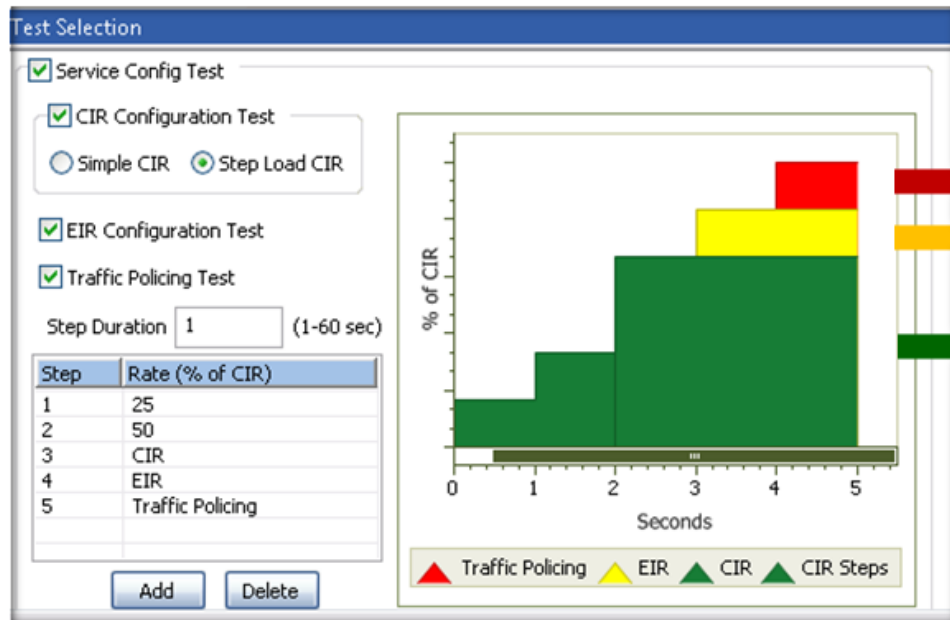 Test Selection
Service Config Test
CIR Configuration Test
Simple CIR Step Load CIR
EIR Configuration Test
Traffic Policing Test
Step Duration 1 (1-60 sec)
Step Rate (% of CIR)
1 25
2 50
3 CIR
4 EIR
5 Traffic Policing
Add Delete
% of CIR
0 1 2 3 4 5
Seconds
Traffic Policing EIR CIR CIR Steps